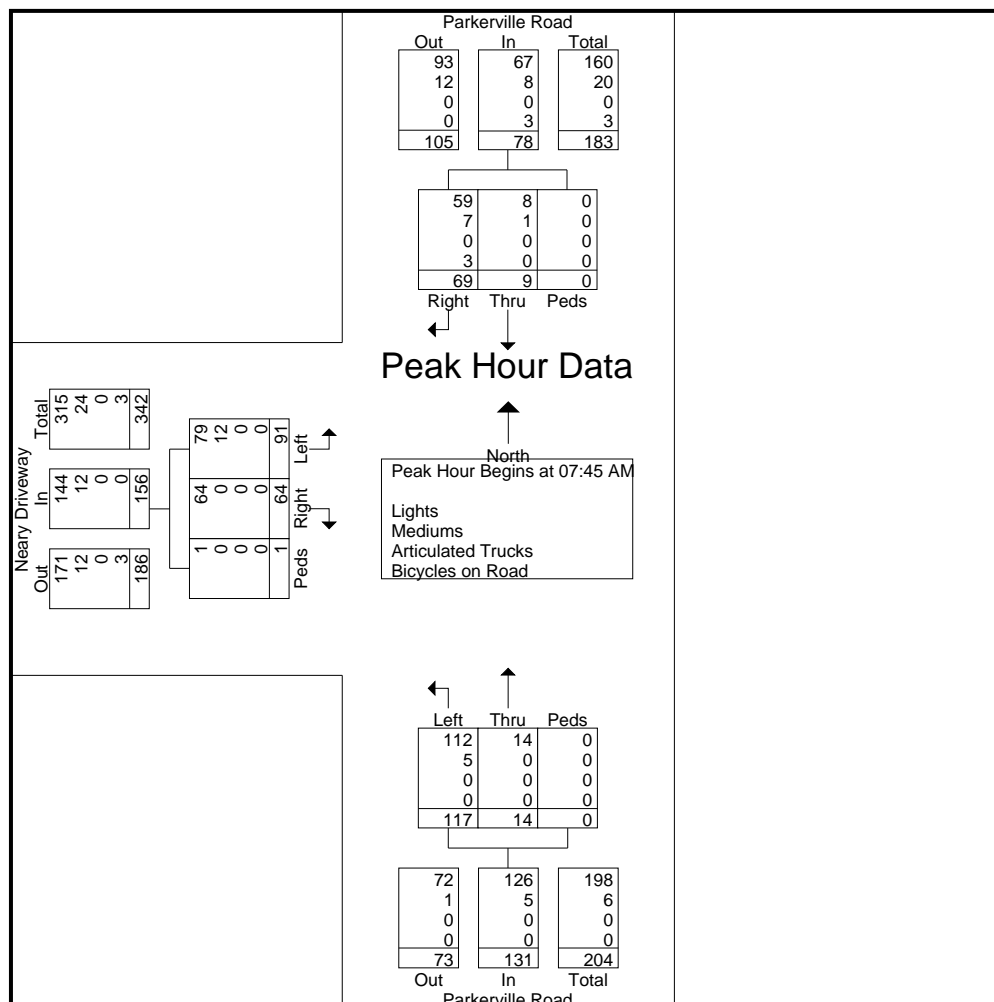 Parkerville Road
Out In Total
93 67 160
12 8 20
0 0 0
0 3 3
105 78 183
59 8 0
7 1 0
0 0 0
3 0 0
69 9 0
Right Thru Peds
Peak Hour Data
North
Peak Hour Begins at 07:45 AM
Lights
Mediums
Articulated Trucks
Bicycles on Road
Neary Driveway
Out In Total
171 144 315
12 12 24
0 0 0
3 0 3
186 156 342
1 64 79
0 0 12
0 0 0
0 0 0
1 64 91
Peds Right Left
Left Thru Peds
112 14 0
5 0 0
0 0 0
0 0 0
117 14 0
72 126 198
1 5 6
0 0 0
0 0 0
73 131 204
Out In Total
Parkerville Road